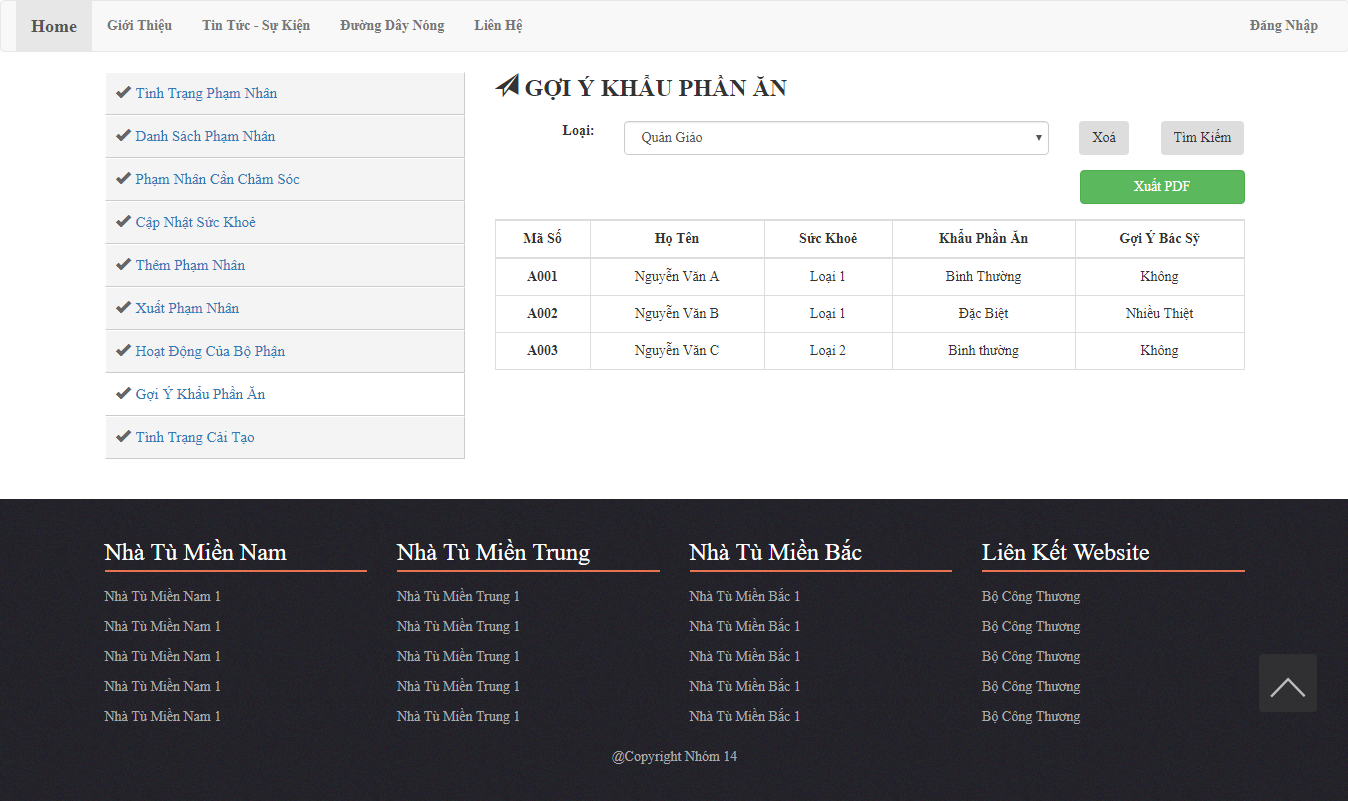 Home Giới Thiệu Tin Tức - Sự Kiện Đường Dây Nóng Liên Hệ Đăng Nhập
Tình Trạng Phạm Nhân
Danh Sách Phạm Nhân
Phạm Nhân Cần Chăm Sóc
Cập Nhật Sức Khoẻ
Thêm Phạm Nhân
Xuất Phạm Nhân
Hoạt Động Của Bộ Phận
Gợi Ý Khẩu Phần Ăn
Tình Trạng Cải Tạo
GỢI Ý KHẨU PHẦN ĂN
Loại: Quản Giáo Xoá Tìm Kiếm
Xuất PDF
Mã Số Họ Tên Sức Khoẻ Khẩu Phần Ăn Gợi Ý Bác Sỹ
A001 Nguyễn Văn A Loại 1 Bình Thường Không
A002 Nguyễn Văn B Loại 1 Đặc Biệt Nhiều Thiệt
A003 Nguyễn Văn C Loại 2 Bình thường Không
Nhà Tù Miền Nam Nhà Tù Miền Trung Nhà Tù Miền Bắc Liên Kết Website
Nhà Tù Miền Nam 1 Nhà Tù Miền Trung 1 Nhà Tù Miền Bắc 1 Bộ Công Thương
Nhà Tù Miền Nam 1 Nhà Tù Miền Trung 1 Nhà Tù Miền Bắc 1 Bộ Công Thương
Nhà Tù Miền Nam 1 Nhà Tù Miền Trung 1 Nhà Tù Miền Bắc 1 Bộ Công Thương
Nhà Tù Miền Nam 1 Nhà Tù Miền Trung 1 Nhà Tù Miền Bắc 1 Bộ Công Thương
Nhà Tù Miền Nam 1 Nhà Tù Miền Trung 1 Nhà Tù Miền Bắc 1 Bộ Công Thương
@Copyright Nhóm 14